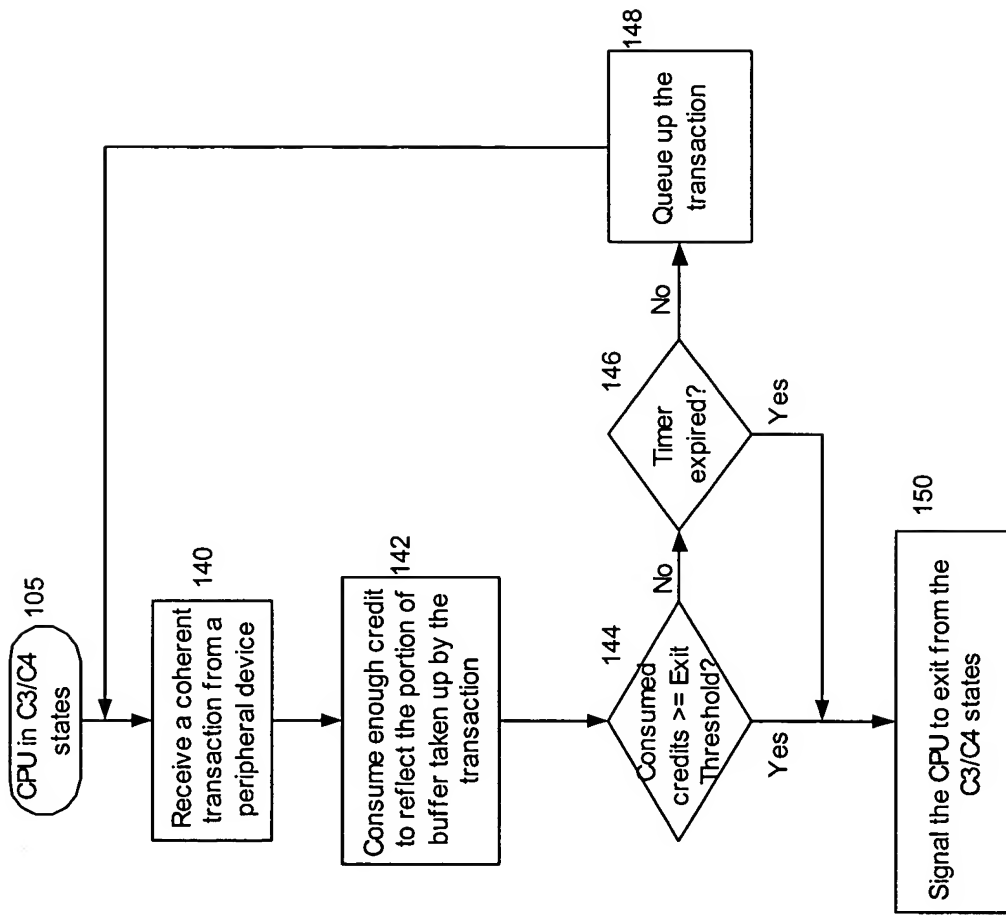 CPU in C3/C4
states
105
Receive a coherent
transaction from a
peripheral device
140
Consume enough credit
to reflect the portion of
buffer taken up by the
transaction
142
Consumed
credits >= Exit
Threshold?
144
No
Yes
Timer
expired?
146
No
Yes
Queue up the
transaction
148
Signal the CPU to exit from the
C3/C4 states
150